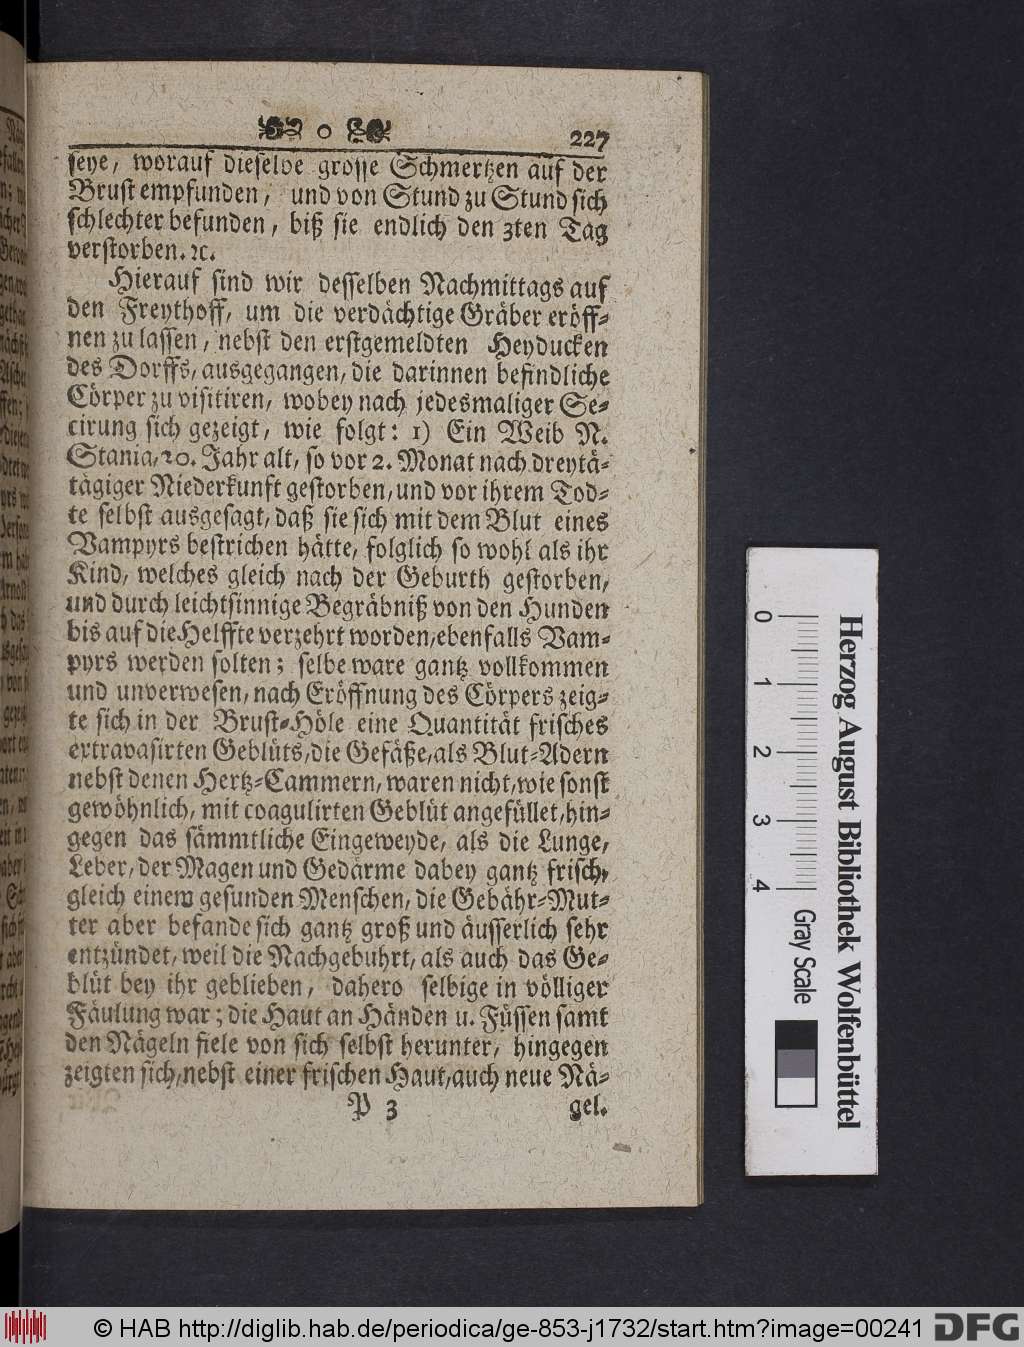 227
seye, worauf dieselbe grosse Schmertzen auf der
Brust empfunden, und von Stund zu Stund sich
schlechter befunden, biß sie endlich den 3ten Tag
verstorben. ꝛc.
Hierauf sind wir desselben Nachmittags auf
den Freythoff, um die verdächtige Gräber eröff-
nen zu lassen, nebst den erstgemeldten Heyducken
des Dorffs, ausgegangen, die darinnen befindliche
Cörper zu visitiren, wobey nach jedesmaliger Se-
cirung sich gezeigt, wie folgt: 1) Ein Weib N.
Stania, 20. Jahr alt, so vor 2. Monat nach dreytä-
tägiger Niederkunft gestorben, und vor ihrem Tod-
te selbst ausgesagt, daß sie sich mit dem Blut eines
Vampyrs bestrichen hätte, folglich so wohl als ihr
Kind, welches gleich nach der Geburth gestorben,
und durch leichtsinnige Begräbniß von den Hunden
bis auf die Helffte verzehrt worden, ebenfalls Vam-
pyrs werden solten; selbe ware gantz vollkommen
und unverwesen, nach Eröffnung des Cörpers zeig-
te sich in der Brust-Höle eine Quantität frisches
extravasirten Geblüts, die Gefäße, als Blut-Adern
nebst denen Hertz-Cammern, waren nicht, wie sonst
gewöhnlich, mit coagulirten Geblüt angefüllet, hin-
gegen das sämmtliche Eingeweyde, als die Lunge,
Leber, der Magen und Gedärme dabey gantz frisch,
gleich einem gesunden Menschen, die Gebähr-Mut-
ter aber befande sich gantz groß und äusserlich sehr
entzündet, weil die Nachgebuhrt, als auch das Ge-
blüt bey ihr geblieben, dahero selbige in völliger
Fäulung war; die Haut an Händen u. Füssen samt
den Nägeln fiele von sich selbst herunter, hingegen
zeigten sich, nebst einer frischen Haut, auch neue Nä-
P 3 gel.
0 1 2 3 4 Gray Scale
Herzog August Bibliothek Wolfenbüttel
© HAB http://diglib.hab.de/periodica/ge-853-j1732/start.htm?image=00241 DFG